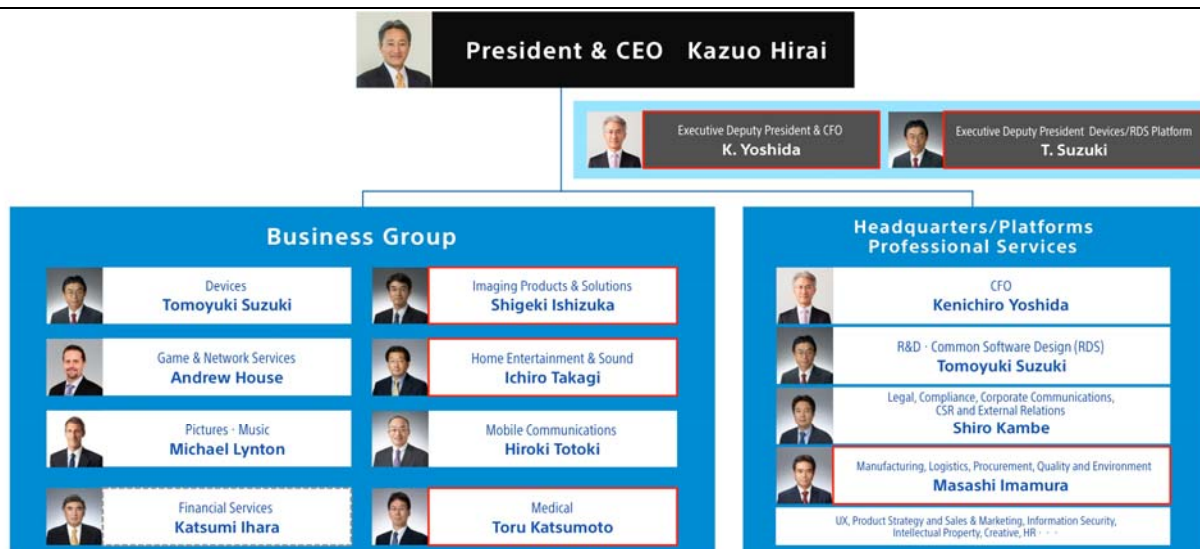 President & CEO Kazuo Hirai
Executive Deputy President & CFO
K. Yoshida
Executive Deputy President Devices/RDS Platform
T. Suzuki
Business Group
Devices
Tomoyuki Suzuki
Imaging Products & Solutions
Shigeki Ishizuka
Game & Network Services
Andrew House
Home Entertainment & Sound
Ichiro Takagi
Pictures · Music
Michael Lynton
Mobile Communications
Hiroki Totoki
Financial Services
Katsumi Ihara
Medical
Toru Katsumoto
Headquarters/Platforms
Professional Services
CFO
Kenichiro Yoshida
R&D · Common Software Design (RDS)
Tomoyuki Suzuki
Legal, Compliance, Corporate Communications,
CSR and External Relations
Shiro Kambe
Manufacturing, Logistics, Procurement, Quality and Environment
Masashi Imamura
UX, Product Strategy and Sales & Marketing, Information Security,
Intellectual Property, Creative, HR · · ·